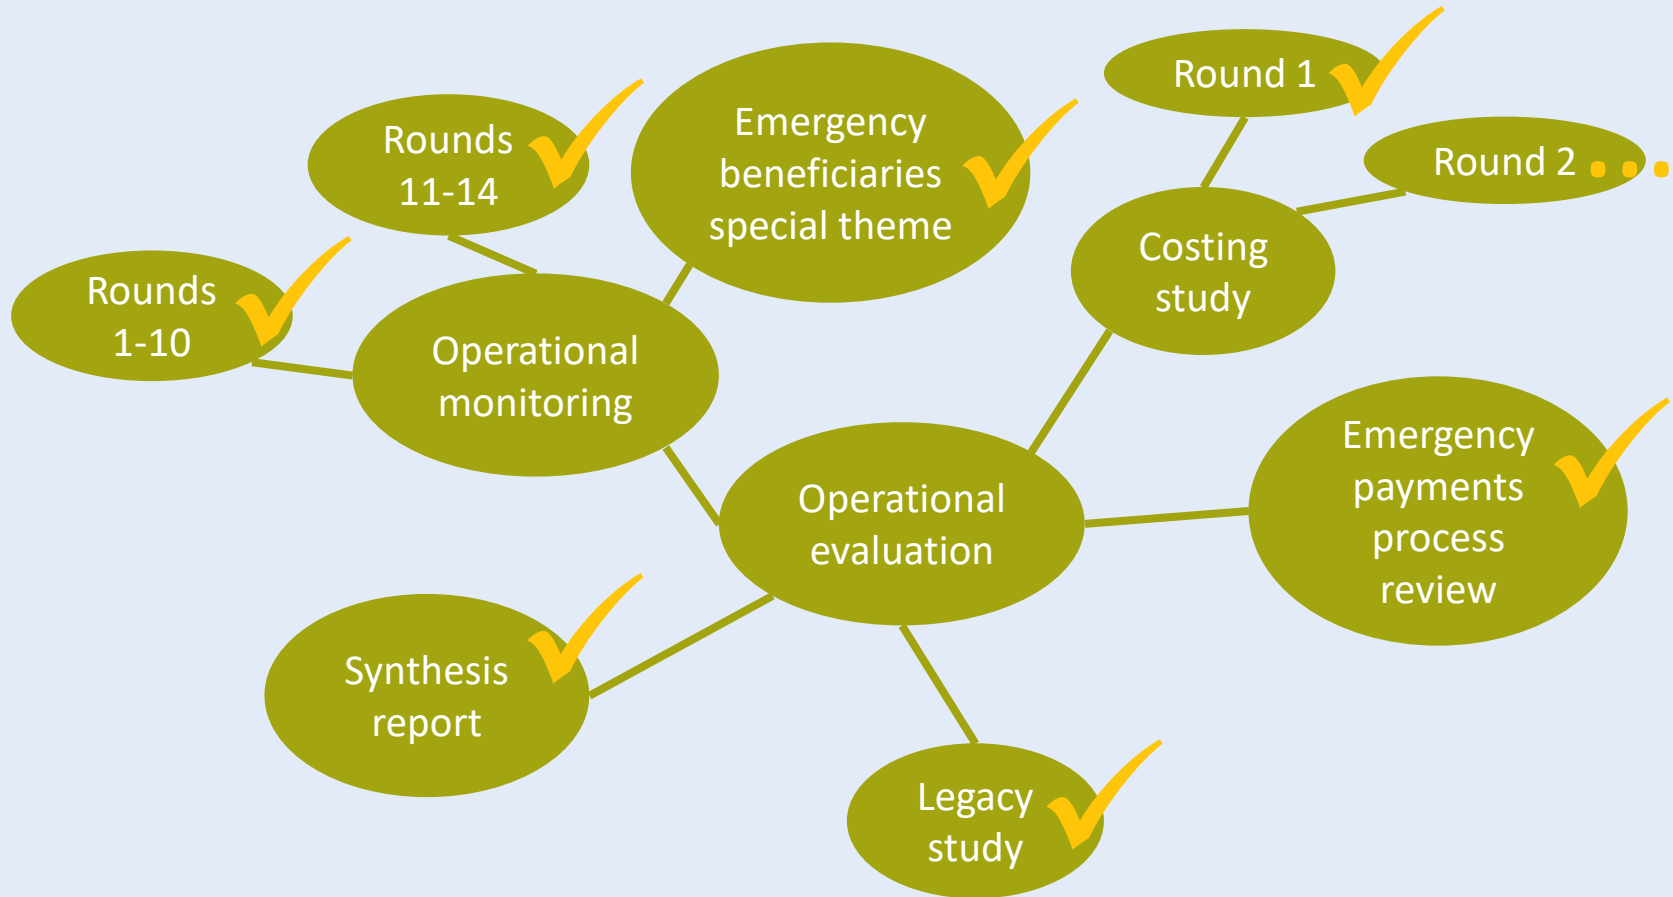 Round 1
Emergency
beneficiaries
special theme
Rounds
11-14
Round 2
Costing
study
Rounds
1-10
Operational
monitoring
Emergency
payments
process
review
Operational
evaluation
Synthesis
report
Legacy
study